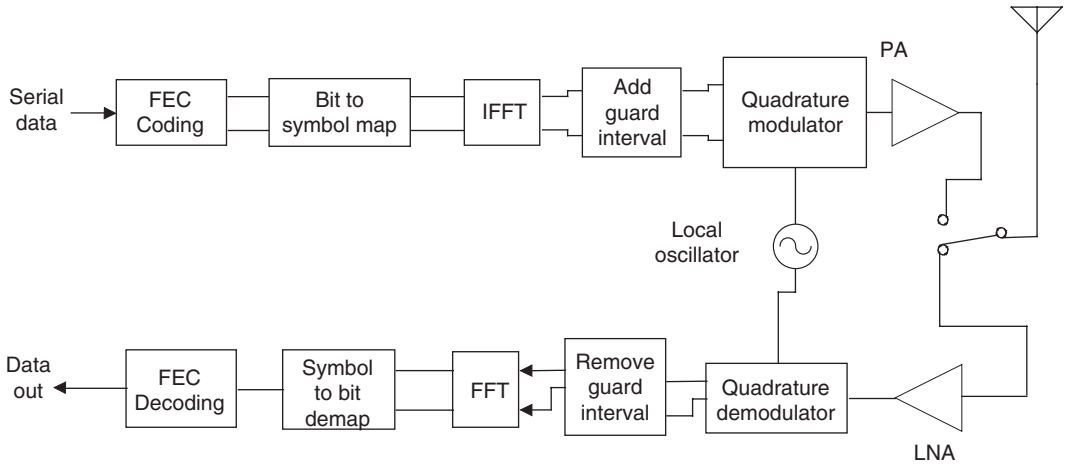 PA
Serial
data
FEC
Coding
Bit to
symbol map
IFFT
Add
guard
interval
Quadrature
modulator
Local
oscillator
Data
out
FEC
Decoding
Symbol
to bit
demap
FFT
Remove
guard
interval
Quadrature
demodulator
LNA